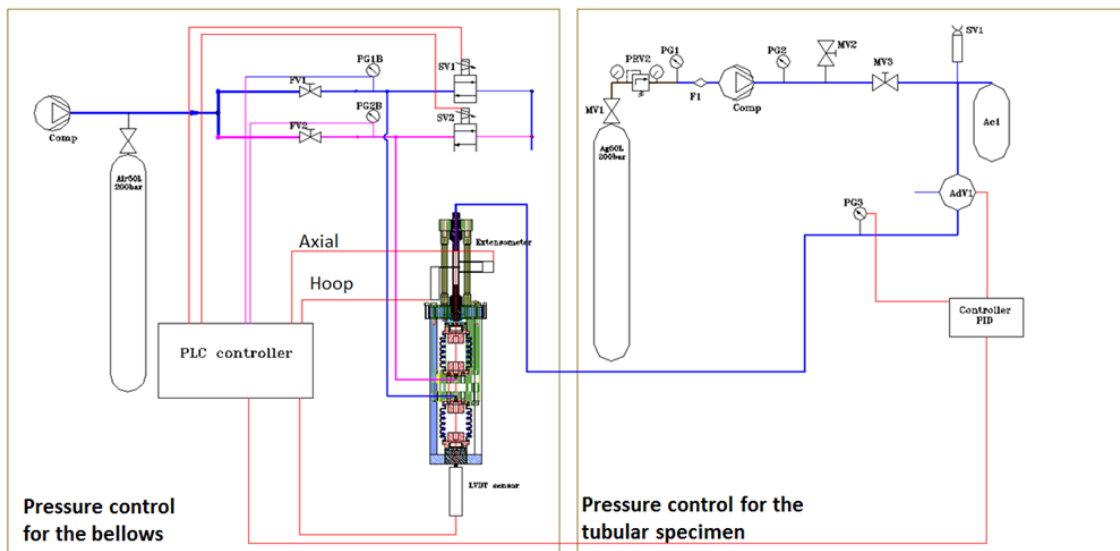 PG1B
SV1
FV1
PG2B
SV2
FV2
Comp
Air50L
200bar
Axial
Extensometer
Hoop
PLC controller
LVDT sensor
Pressure control
for the bellows
SV1
MV2
PRV2
PG1
PG2
MV3
F1
Comp
MV1
Ac1
Ag50L
200bar
AdV1
PG3
Controller
PID
Pressure control for the
tubular specimen